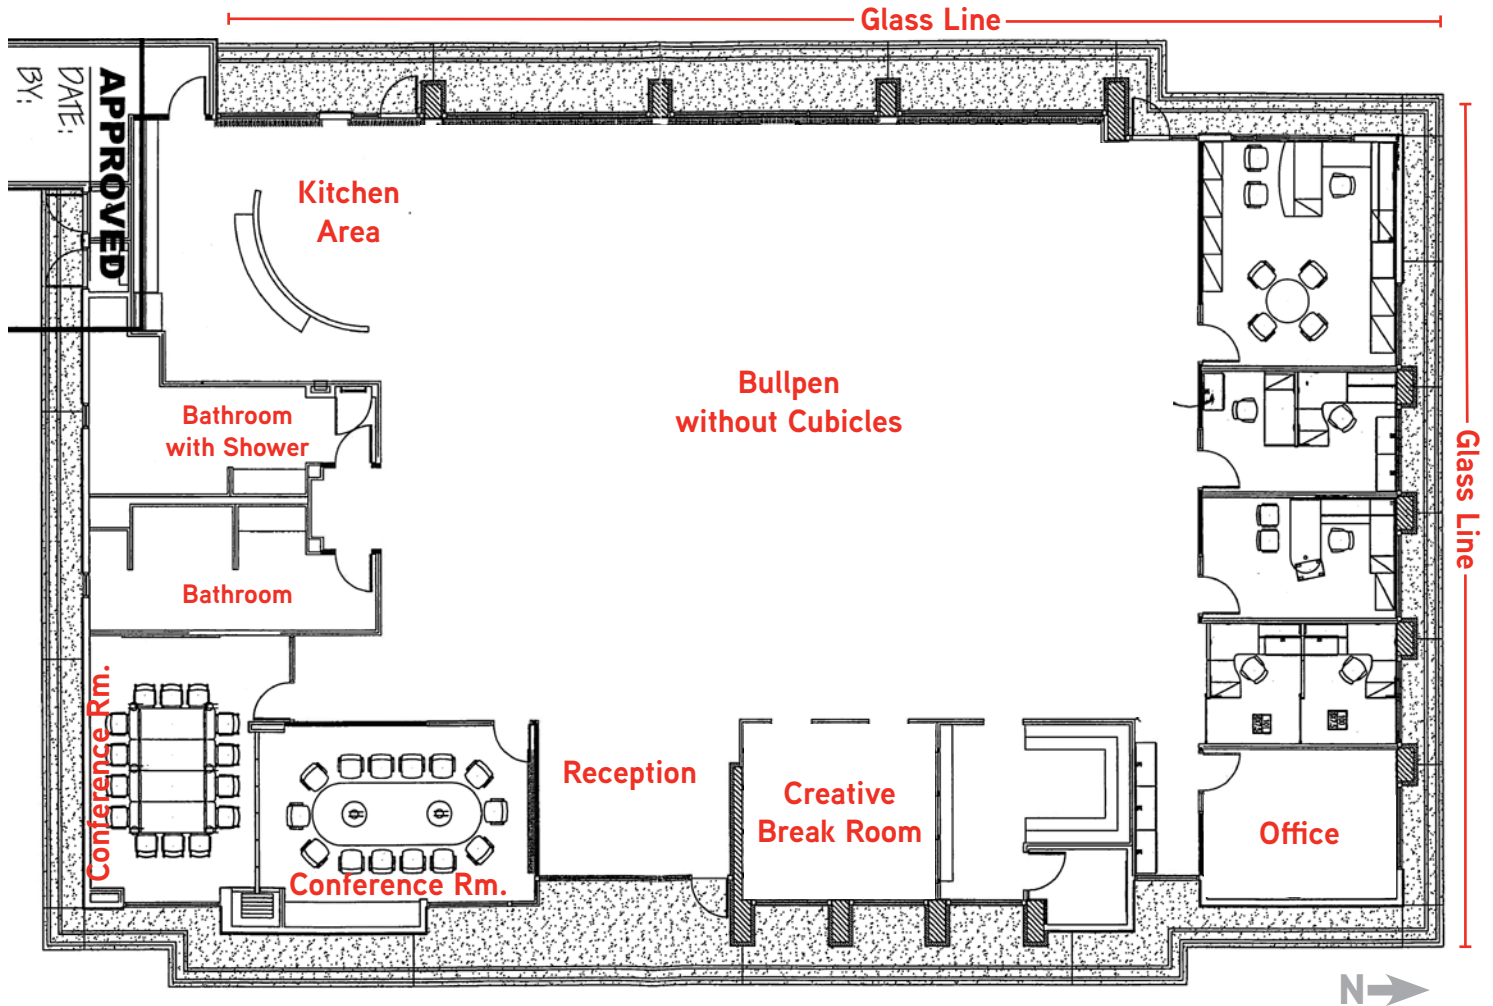 Glass Line
APPROVED
DATE:
BY:
Kitchen
Area
Bullpen
without Cubicles
Bathroom
with Shower
Bathroom
Glass Line
Conference Rm.
Reception
Creative
Break Room
Office
Conference Rm.
N